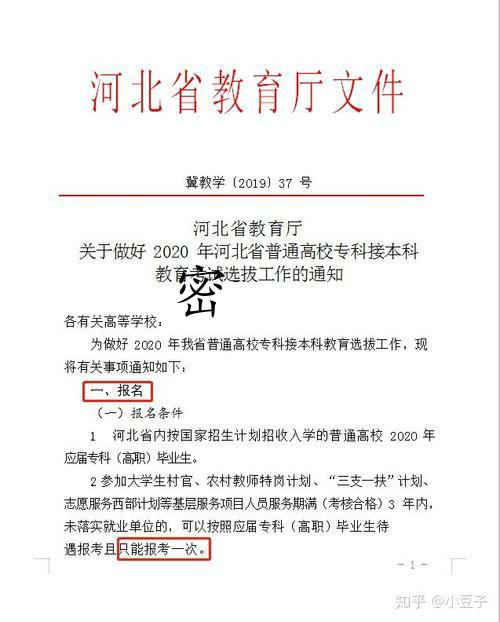 河北省教育厅文件
冀教学〔2019〕37 号
河北省教育厅
关于做好 2020 年河北省普通高校专科接本科
教育考试选拔工作的通知
密
各有关高等学校：
为做好 2020 年我省普通高校专科接本科教育选拔工作，现
将有关事项通知如下：
一、报名
（一）报名条件
1 河北省内按国家招生计划招收入学的普通高校 2020 年
应届专科（高职）毕业生。
2 参加大学生村官、农村教师特岗计划、“三支一扶”计划、
志愿服务西部计划等基层服务项目人员服务期满（考核合格）3 年内，
未落实就业单位的，可以按照应届专科（高职）毕业生待
遇报考且只能报考一次。
- 1 -
知乎 @小豆子